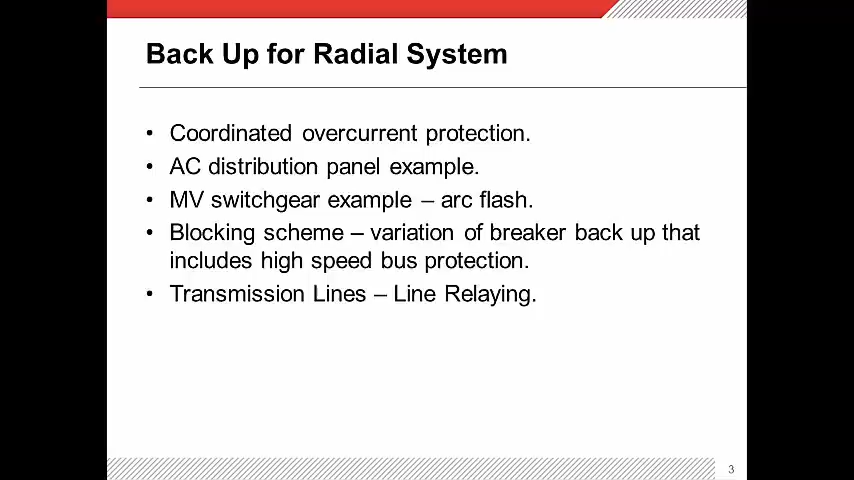 Back Up for Radial System
• Coordinated overcurrent protection.
• AC distribution panel example.
• MV switchgear example – arc flash.
• Blocking scheme – variation of breaker back up that
includes high speed bus protection.
• Transmission Lines – Line Relaying.
3